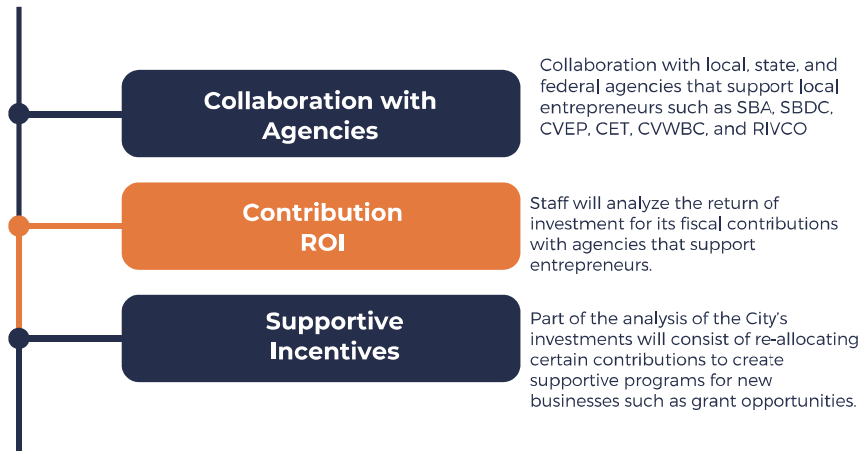 Collaboration with
Agencies
Collaboration with local, state, and
federal agencies that support local
entrepreneurs such as SBA, SBDC,
CVEP, CET, CVWBC, and RIVCO
Contribution
ROI
Staff will analyze the return of
investment for its fiscal contributions
with agencies that support
entrepreneurs.
Supportive
Incentives
Part of the analysis of the City's
investments will consist of re-allocating
certain contributions to create
supportive programs for new
businesses such as grant opportunities.